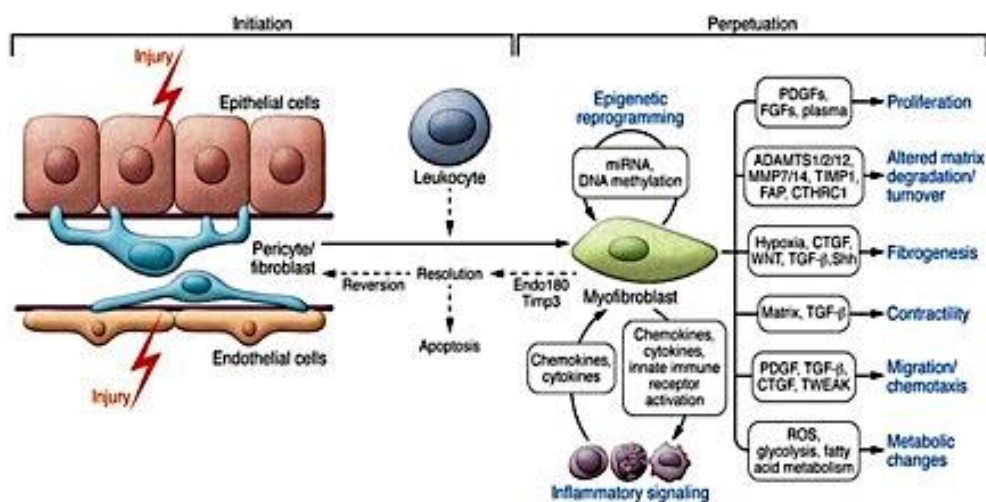 Initiation
Perpetuation
Injury
Epithelial cells
Leukocyte
Pericyte/
fibroblast
Reversion
Resolution
Apoptosis
Endo180
Timp3
Endothelial cells
Injury
Epigenetic
reprogramming
miRNA,
DNA methylation
Myofibroblast
Chemokines,
cytokines
Chemokines,
cytokines,
innate immune
receptor
activation
Inflammatory signaling
PDGFs,
FGFs, plasma
Proliferation
ADAMTS1/2/12,
MMP7/14, TIMP1,
FAP, CTHRC1
Altered matrix
degradation/
turnover
Hypoxia, CTGF,
WNT, TGF-β,Shh
Fibrogenesis
Matrix, TGF-β
Contractility
PDGF, TGF-β,
CTGF, TWEAK
Migration/
chemotaxis
ROS,
glycolysis, fatty
acid metabolism
Metabolic
changes